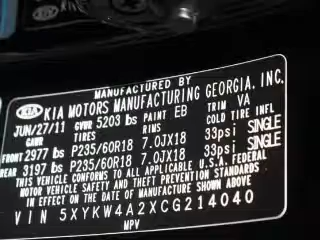 MANUFACTURED BY
KIA KIA MOTORS MANUFACTURING GEORGIA, INC.
JUN/27/11 GVWR 5203 lbs PAINT EB TRIM VA
GAWR TIRES RIMS COLD TIRE INFL
FRONT 2977 lbs P235/60R18 7.0JX18 33psi SINGLE
REAR 3197 lbs P235/60R18 7.0JX18 33psi SINGLE
THIS VEHICLE CONFORMS TO ALL APPLICABLE U.S.A. FEDERAL
MOTOR VEHICLE SAFETY AND THEFT PREVENTION STANDARDS
IN EFFECT ON THE DATE OF MANUFACTURE SHOWN ABOVE
VIN 5XYKW4A2XCG214040
MPV